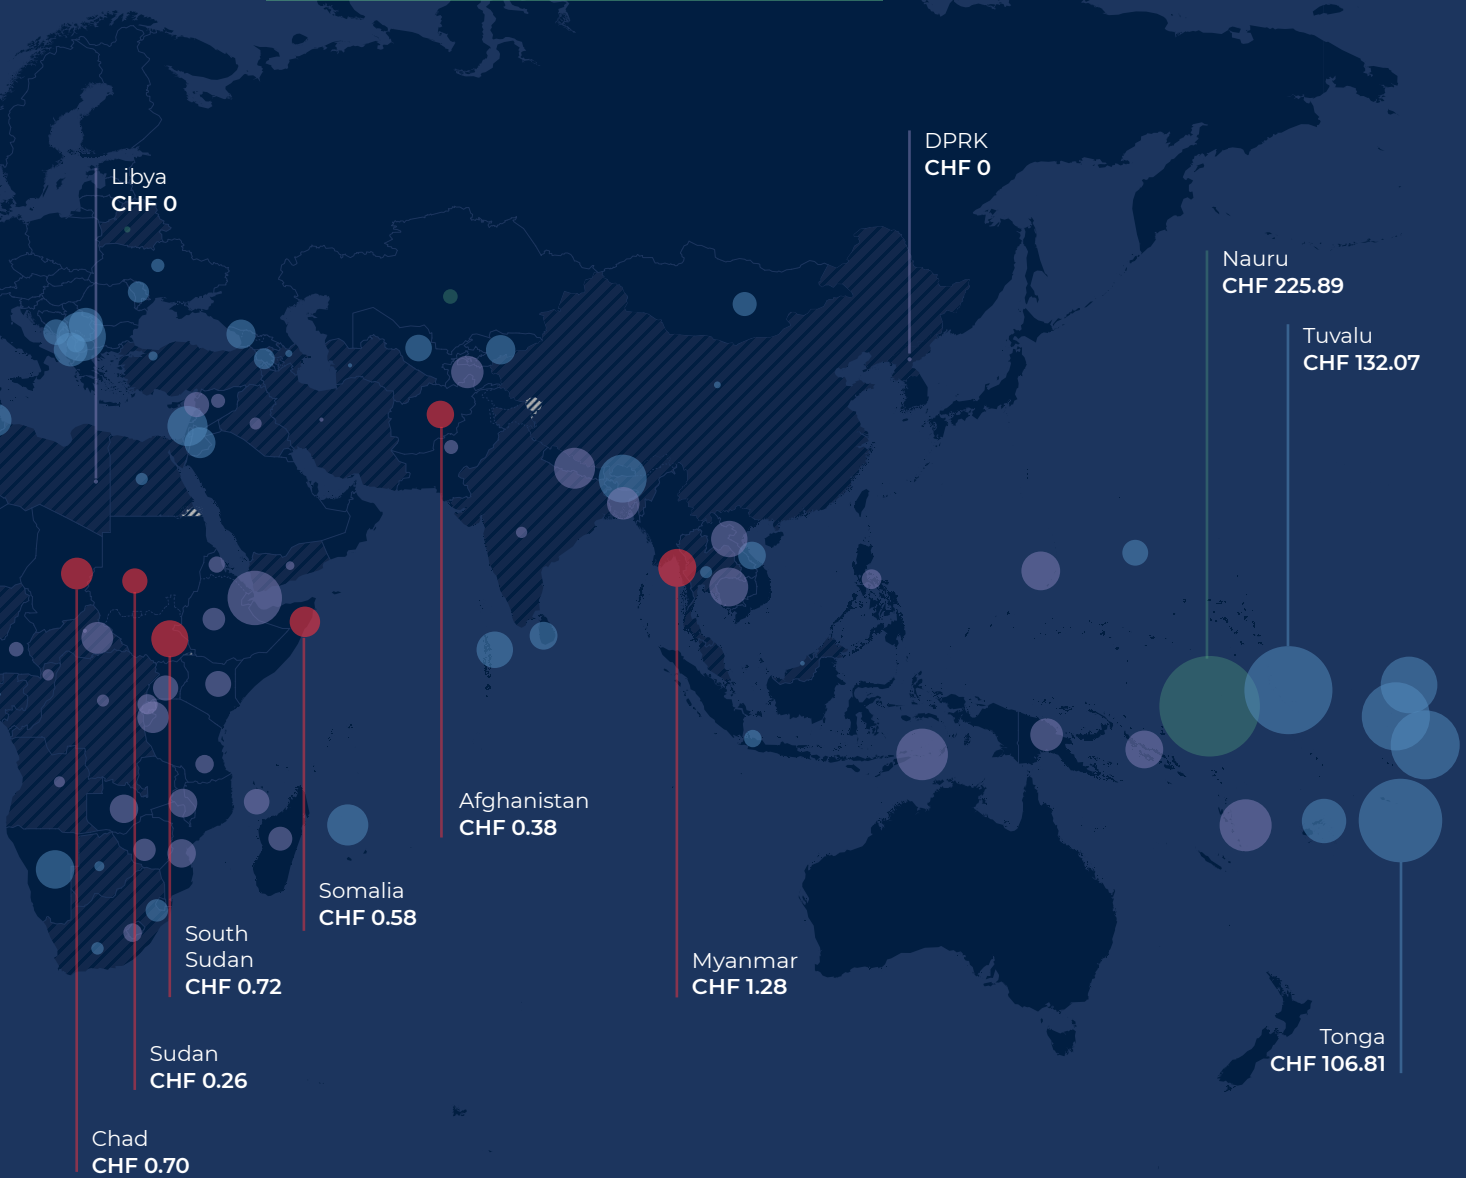 DPRK
CHF 0
Libya
CHF 0
Nauru
CHF 225.89
Tuvalu
CHF 132.07
Afghanistan
CHF 0.38
Somalia
CHF 0.58
South
Sudan
CHF 0.72
Myanmar
CHF 1.28
Tonga
CHF 106.81
Sudan
CHF 0.26
Chad
CHF 0.70